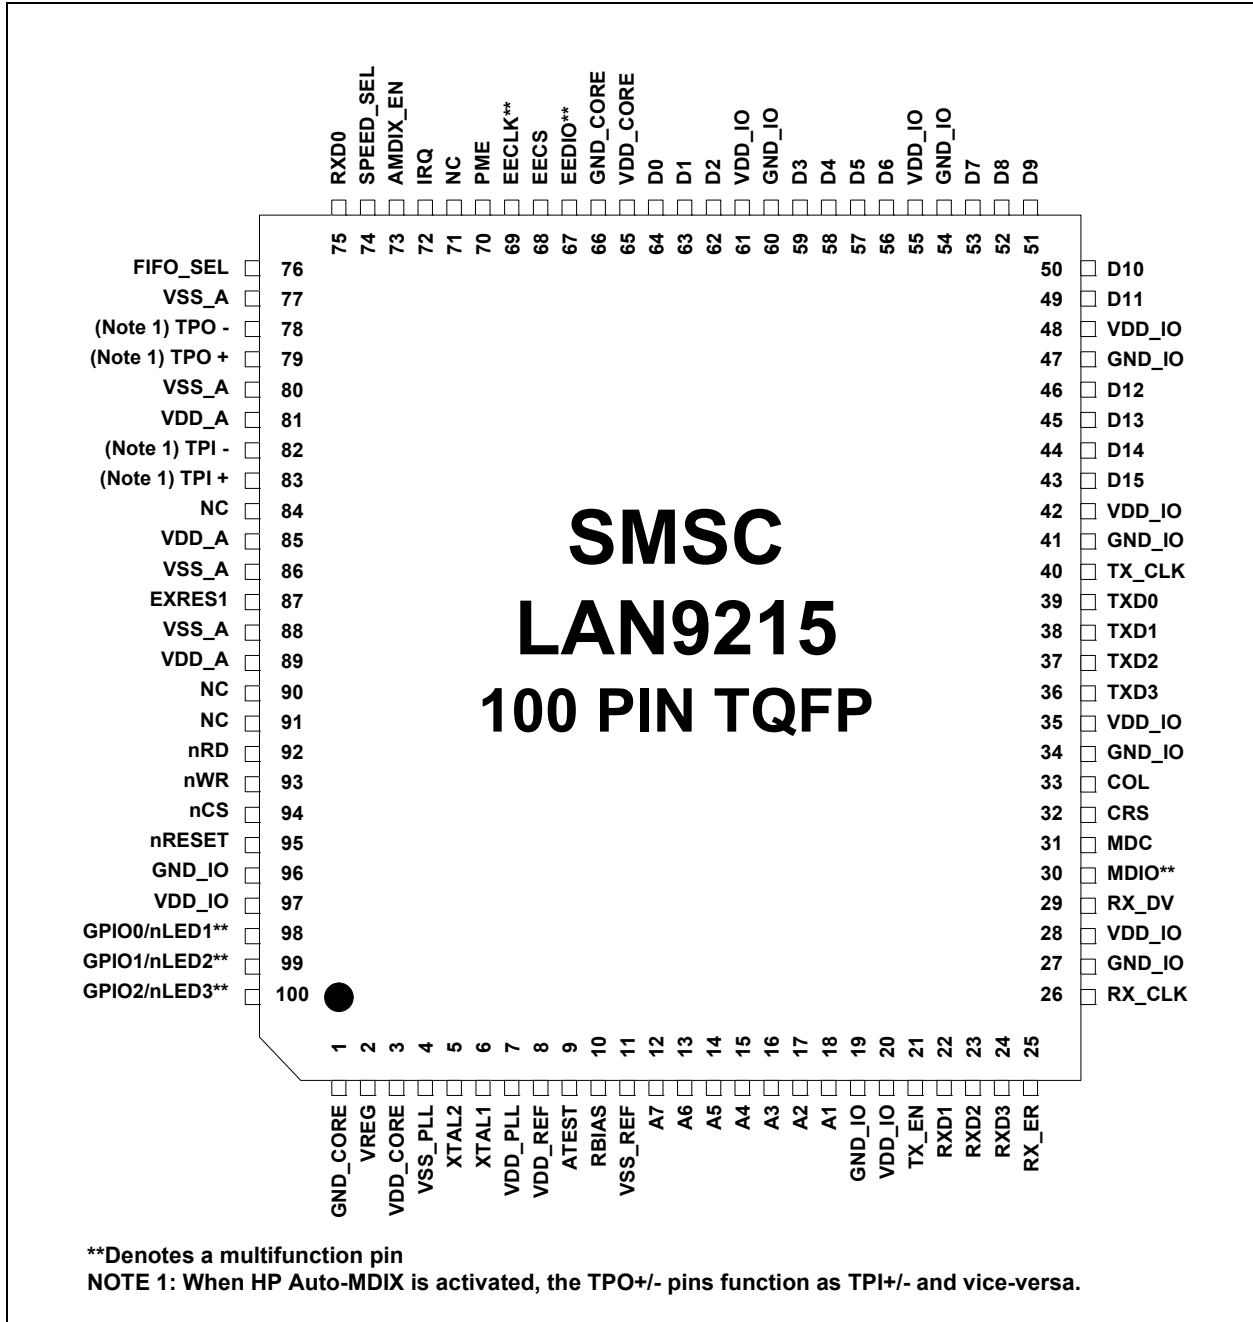 RXD0
SPEED_SEL
AMDIX_EN
IRQ
NC
PME
EECLK**
EECS
EEDIO**
GND_CORE
VDD_CORE
D0
D1
D2
VDD_IO
GND_IO
D3
D4
D5
D6
VDD_IO
GND_IO
D7
D8
D9
75
74
73
72
71
70
69
68
67
66
65
64
63
62
61
60
59
58
57
56
55
54
53
52
51
FIFO_SEL 76
VSS_A 77
(Note 1) TPO - 78
(Note 1) TPO + 79
VSS_A 80
VDD_A 81
(Note 1) TPI - 82
(Note 1) TPI + 83
NC 84
VDD_A 85
VSS_A 86
EXRES1 87
VSS_A 88
VDD_A 89
NC 90
NC 91
nRD 92
nWR 93
nCS 94
nRESET 95
GND_IO 96
VDD_IO 97
GPIO0/nLED1** 98
GPIO1/nLED2** 99
GPIO2/nLED3** 100
SMSC
LAN9215
100 PIN TQFP
50 D10
49 D11
48 VDD_IO
47 GND_IO
46 D12
45 D13
44 D14
43 D15
42 VDD_IO
41 GND_IO
40 TX_CLK
39 TXD0
38 TXD1
37 TXD2
36 TXD3
35 VDD_IO
34 GND_IO
33 COL
32 CRS
31 MDC
30 MDIO**
29 RX_DV
28 VDD_IO
27 GND_IO
26 RX_CLK
1
2
3
4
5
6
7
8
9
10
11
12
13
14
15
16
17
18
19
20
21
22
23
24
25
GND_CORE
VREG
VDD_CORE
VSS_PLL
XTAL2
XTAL1
VDD_PLL
VDD_REF
ATEST
RBIAS
VSS_REF
A7
A6
A5
A4
A3
A2
A1
GND_IO
VDD_IO
TX_EN
RXD1
RXD2
RXD3
RX_ER
**Denotes a multifunction pin
NOTE 1: When HP Auto-MDIX is activated, the TPO+/- pins function as TPI+/- and vice-versa.